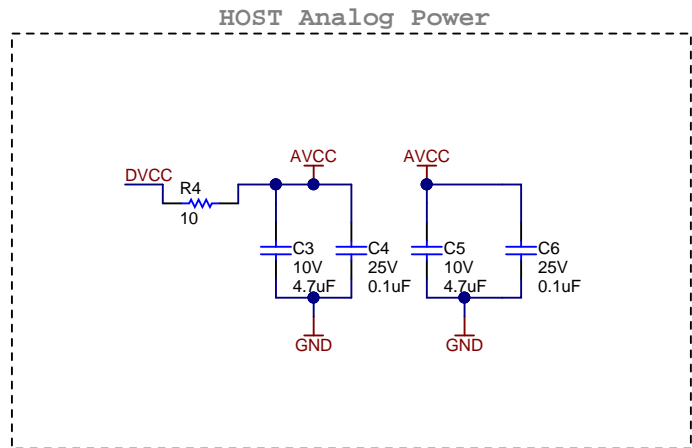 HOST Analog Power
AVCC
AVCC
DVCC
R4
10
C3
10V
4.7uF
C4
25V
0.1uF
C5
10V
4.7uF
C6
25V
0.1uF
GND
GND